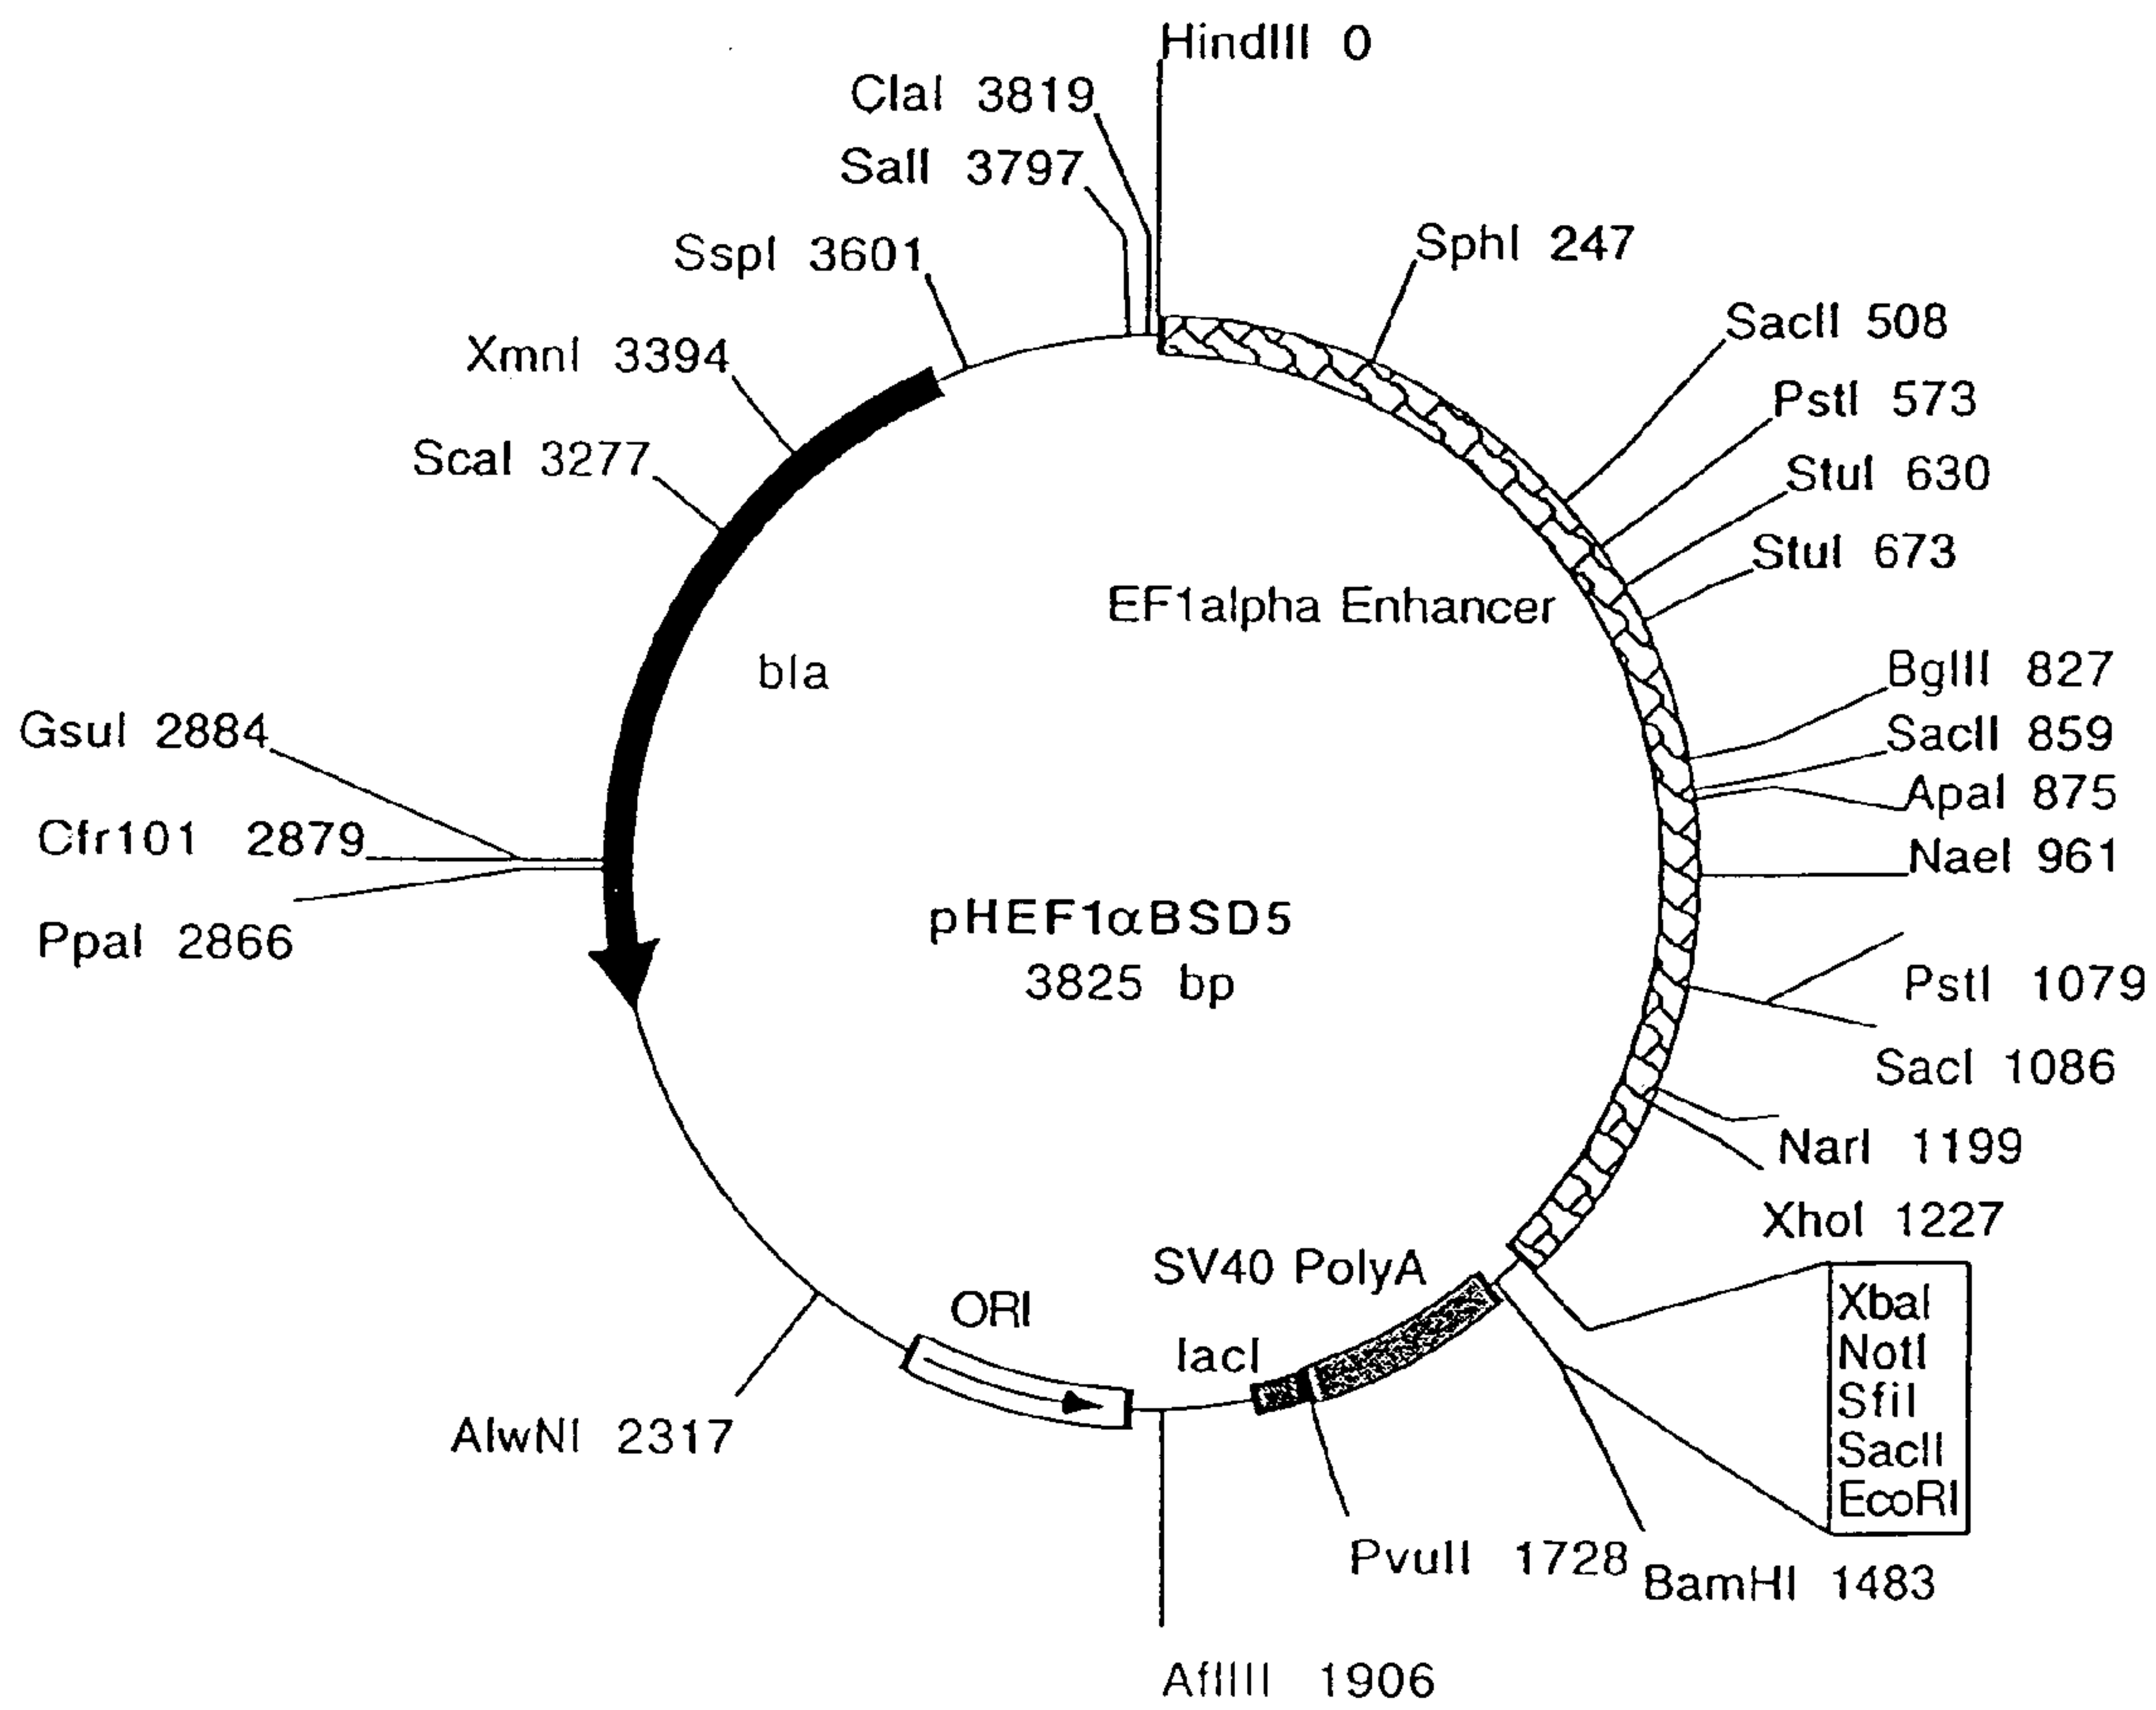 HindIII 0
ClaI 3819
SalI 3797
SspI 3601
SphI 247
XmnI 3394
SacII 508
ScaI 3277
PstI 573
StuI 630
StuI 673
EF1alpha Enhancer
bla
BglII 827
GsuI 2884
SacII 859
ApaI 875
Cfr101 2879
NaeI 961
pHEF1αBSD5
3825 bp
PpaI 2866
PstI 1079
SacI 1086
NarI 1199
XhoI 1227
SV40 PolyA
ORI
lacI
XbaI
NotI
SfiI
SacII
EcoRI
AlwNI 2317
PvuII 1728
BamHI 1483
AflIII 1906